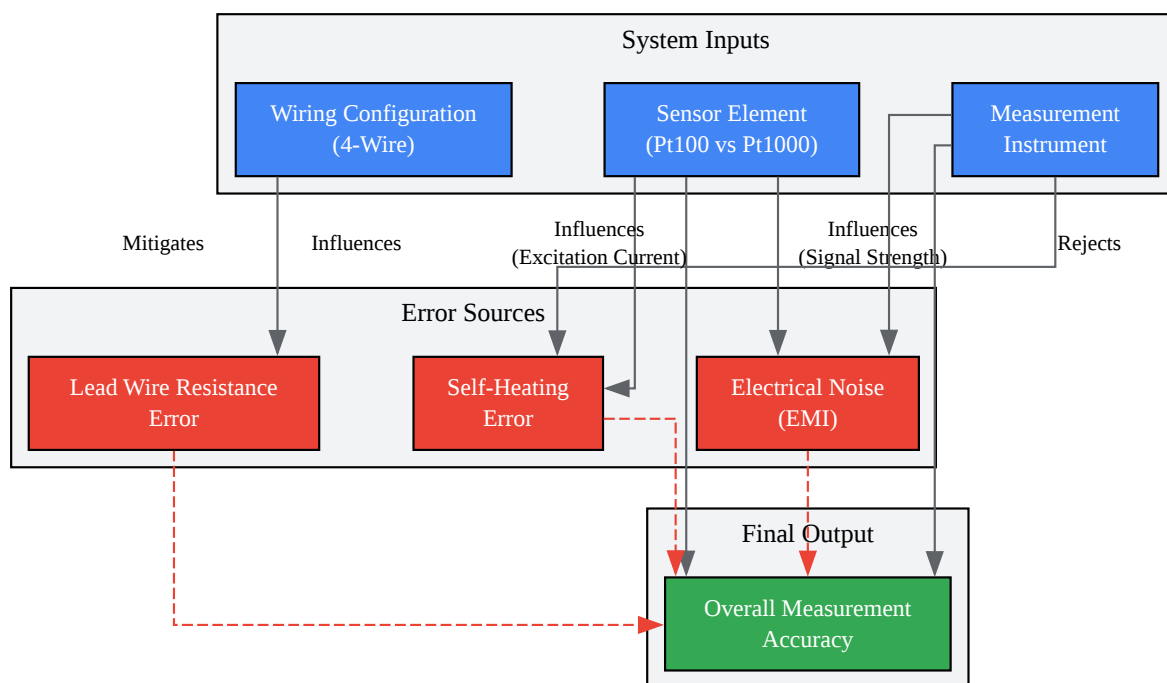 System Inputs
Wiring Configuration
(4-Wire)
Sensor Element
(Pt100 vs Pt1000)
Measurement
Instrument
Mitigates
Influences
Influences
(Excitation Current)
Influences
(Signal Strength)
Rejects
Error Sources
Lead Wire Resistance
Error
Self-Heating
Error
Electrical Noise
(EMI)
Final Output
Overall Measurement
Accuracy